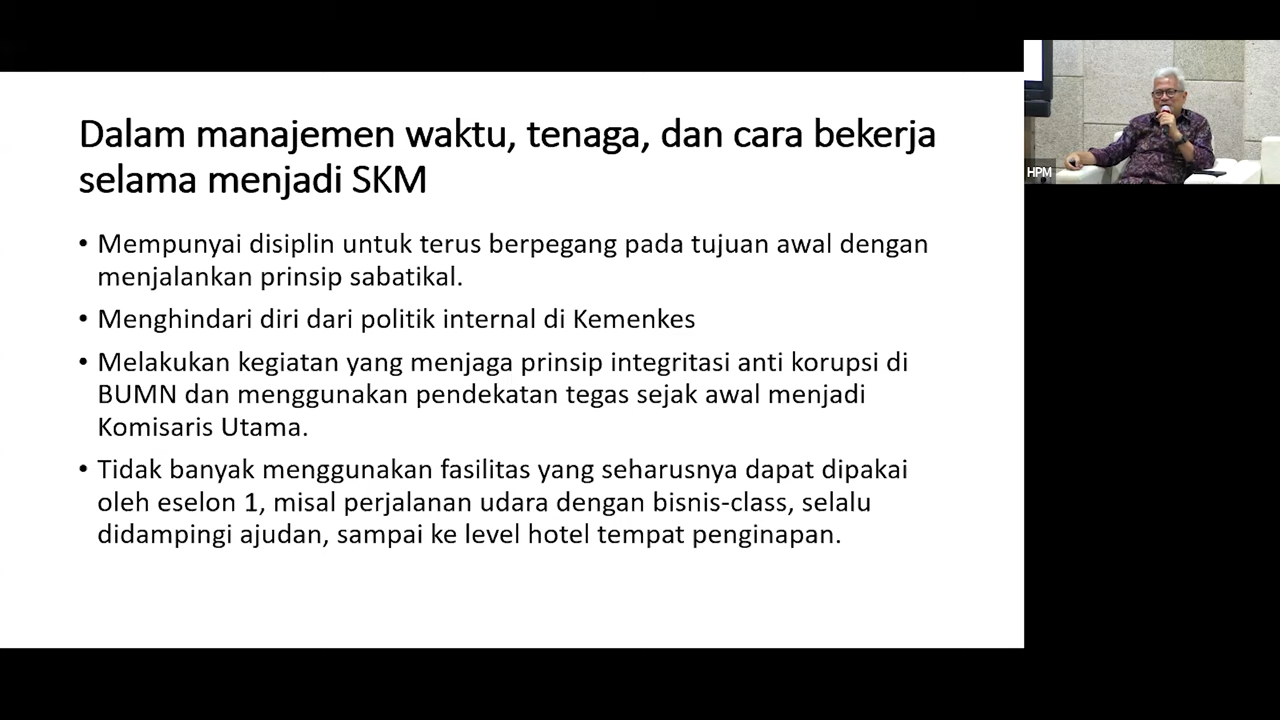 Dalam manajemen waktu, tenaga, dan cara bekerja
selama menjadi SKM
• Mempunyai disiplin untuk terus berpegang pada tujuan awal dengan
menjalankan prinsip sabatikal.
• Menghindari diri dari politik internal di Kemenkes
• Melakukan kegiatan yang menjaga prinsip integritasi anti korupsi di
BUMN dan menggunakan pendekatan tegas sejak awal menjadi
Komisaris Utama.
• Tidak banyak menggunakan fasilitas yang seharusnya dapat dipakai
oleh eselon 1, misal perjalanan udara dengan bisnis-class, selalu
didampingi ajudan, sampai ke level hotel tempat penginapan.
HPM